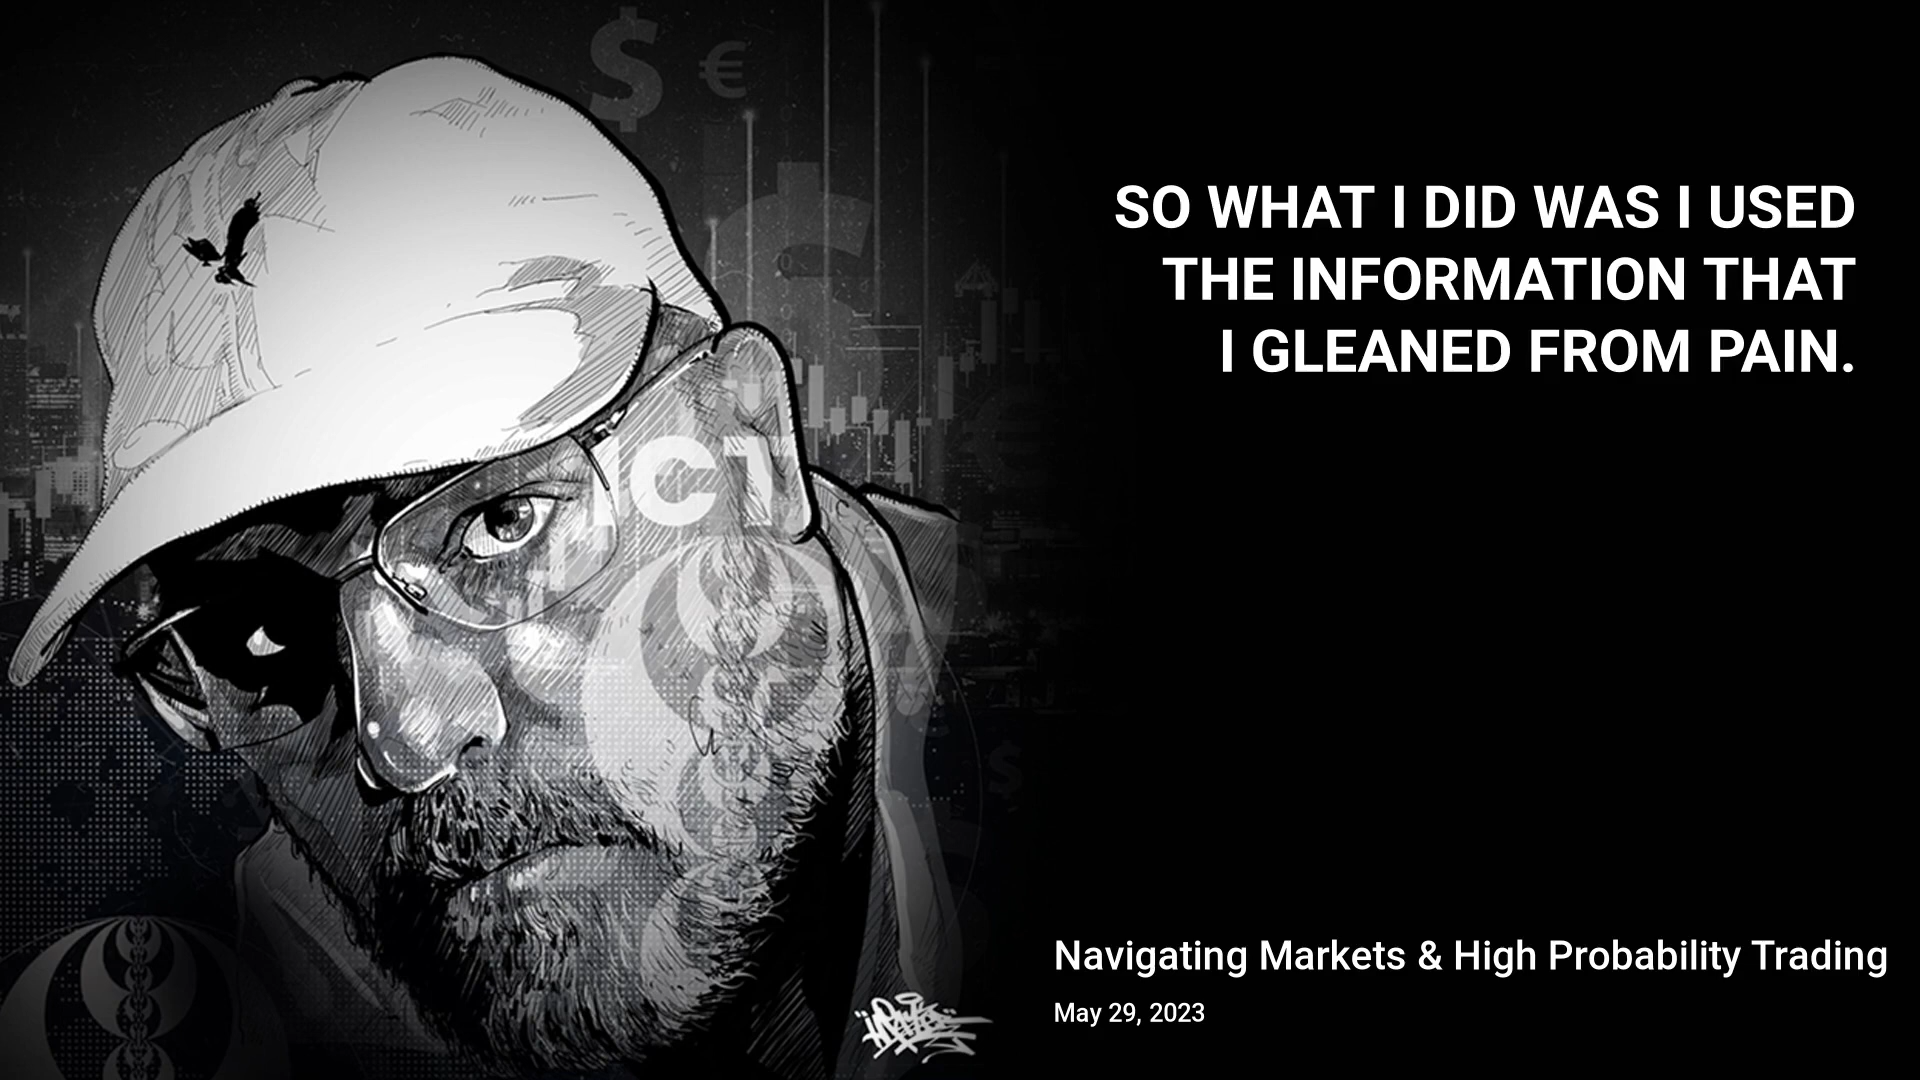 SO WHAT I DID WAS I USED
THE INFORMATION THAT
I GLEANED FROM PAIN.
ICT
Navigating Markets & High Probability Trading
May 29, 2023